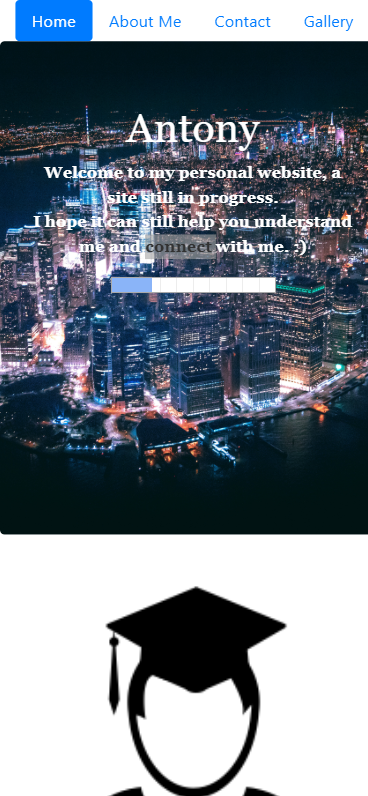 Home About Me Contact Gallery
Antony
Welcome to my personal website, a
site still in progress.
I hope it can still help you understand
me and connect with me. :)